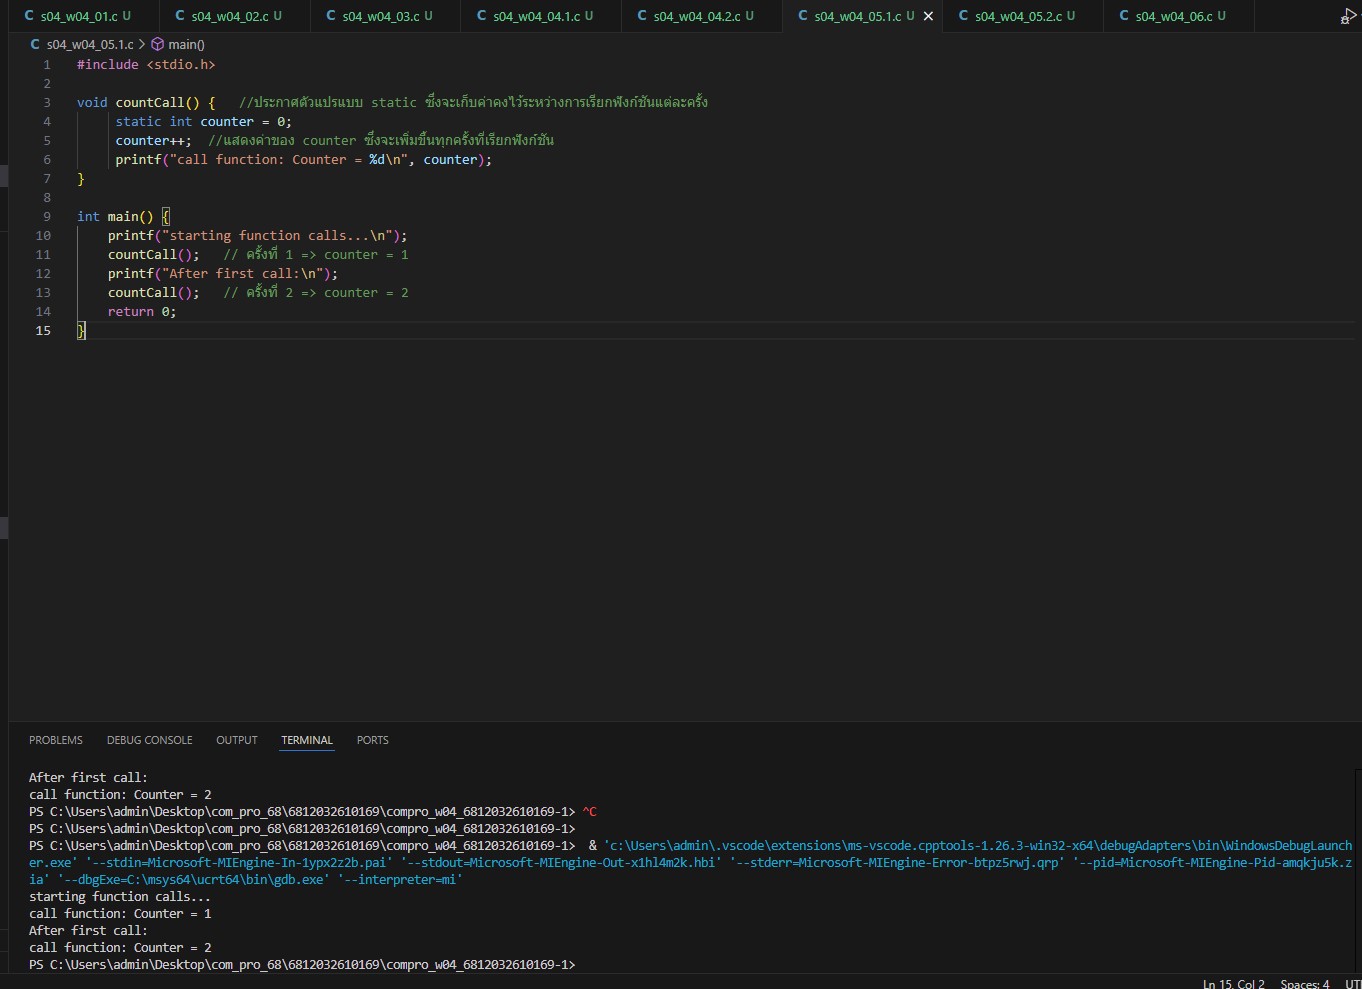 C s04_w04_01.c U C s04_w04_02.c U C s04_w04_03.c U C s04_w04_04.1.c U C s04_w04_04.2.c U C s04_w04_05.1.c U × C s04_w04_05.2.c U C s04_w04_06.c U
C s04_w04_05.1.c > main()
1 #include <stdio.h>
2
3 void countCall() { //ประกาศตัวแปรแบบ static ซึ่งจะเก็บค่าคงไว้ระหว่างการเรียกฟังก์ชันแต่ละครั้ง
4 static int counter = 0;
5 counter++; //แสดงค่าของ counter ซึ่งจะเพิ่มขึ้นทุกครั้งที่เรียกฟังก์ชัน
6 printf("call function: Counter = %d\n", counter);
7 }
8
9 int main() {
10 printf("starting function calls...\n");
11 countCall(); // ครั้งที่ 1 => counter = 1
12 printf("After first call:\n");
13 countCall(); // ครั้งที่ 2 => counter = 2
14 return 0;
15 }
PROBLEMS DEBUG CONSOLE OUTPUT TERMINAL PORTS
After first call:
call function: Counter = 2
PS C:\Users\admin\Desktop\com_pro_68\6812032610169\compro_w04_6812032610169-1> ^C
PS C:\Users\admin\Desktop\com_pro_68\6812032610169\compro_w04_6812032610169-1>
PS C:\Users\admin\Desktop\com_pro_68\6812032610169\compro_w04_6812032610169-1> & 'c:\Users\admin\.vscode\extensions\ms-vscode.cpptools-1.26.3-win32-x64\debugAdapters\bin\WindowsDebugLaunch
er.exe' '--stdin=Microsoft-MIEngine-In-1ypx2z2b.pai' '--stdout=Microsoft-MIEngine-Out-x1hl4m2k.hbi' '--stderr=Microsoft-MIEngine-Error-btpz5rwj.qrp' '--pid=Microsoft-MIEngine-Pid-amqkju5k.z
ia' '--dbgExe=C:\msys64\ucrt64\bin\gdb.exe' '--interpreter=mi'
starting function calls...
call function: Counter = 1
After first call:
call function: Counter = 2
PS C:\Users\admin\Desktop\com_pro_68\6812032610169\compro_w04_6812032610169-1>
Ln 15, Col 2 Spaces: 4